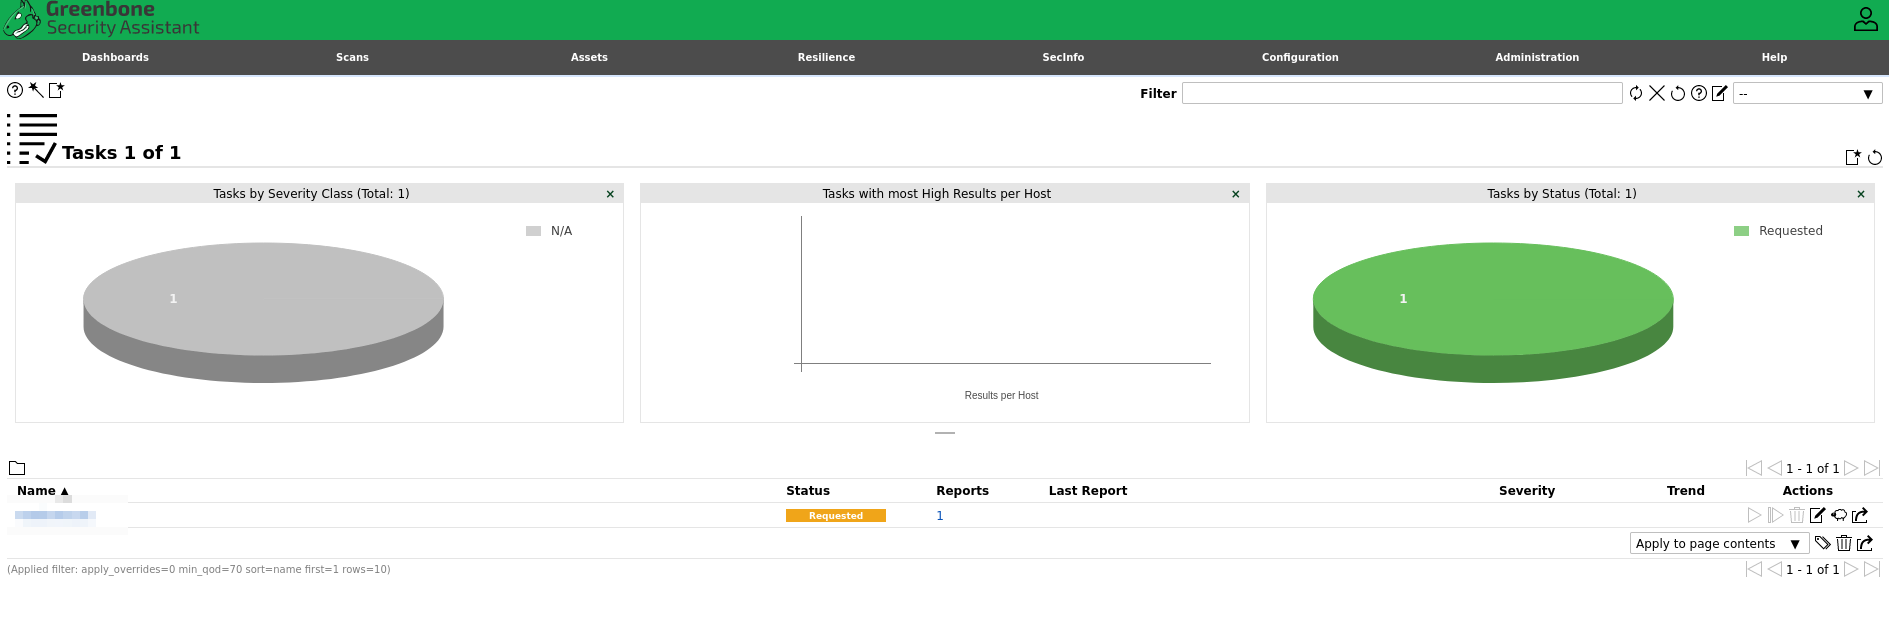 Greenbone
Security Assistant
Dashboards Scans Assets Resilience SecInfo Configuration Administration Help
Filter --
Tasks 1 of 1
Tasks by Severity Class (Total: 1)
N/A
1
Tasks with most High Results per Host
Results per Host
Tasks by Status (Total: 1)
Requested
1
1 - 1 of 1
Name ▲ Status Reports Last Report Severity Trend Actions
Requested 1
Apply to page contents ▼
(Applied filter: apply_overrides=0 min_qod=70 sort=name first=1 rows=10)
1 - 1 of 1